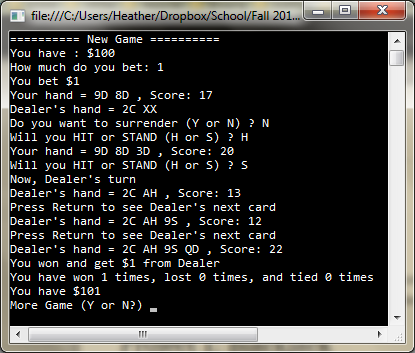 file:///C:/Users/Heather/Dropbox/School/Fall 201...
========== New Game ==========
You have : $100
How much do you bet: 1
You bet $1
Your hand = 9D 8D , Score: 17
Dealer's hand = 2C XX
Do you want to surrender (Y or N) ? N
Will you HIT or STAND (H or S) ? H
Your hand = 9D 8D 3D , Score: 20
Will you HIT or STAND (H or S) ? S
Now, Dealer's turn
Dealer's hand = 2C AH , Score: 13
Press Return to see Dealer's next card
Dealer's hand = 2C AH 9S , Score: 12
Press Return to see Dealer's next card
Dealer's hand = 2C AH 9S QD , Score: 22
You won and get $1 from Dealer
You have won 1 times, lost 0 times, and tied 0 times
You have $101
More Game (Y or N?) _